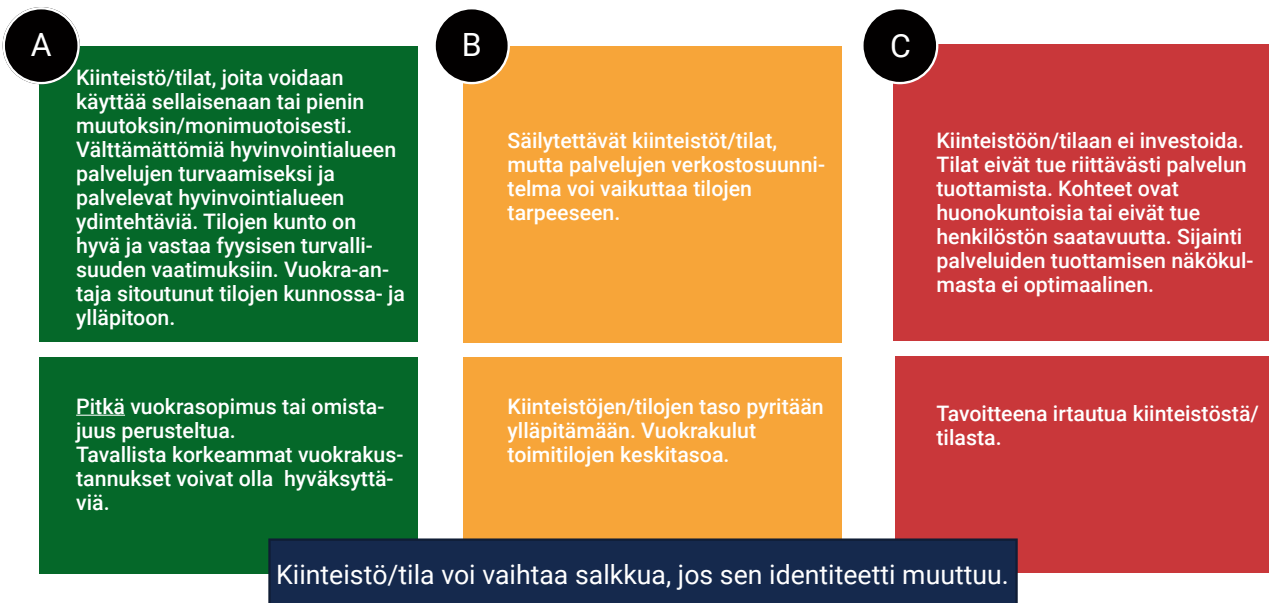 A
Kiinteistö/tilat, joita voidaan
käyttää sellaisenaan tai pienin
muutoksin/monimuotoisesti.
Välttämättömiä hyvinvointialueen
palvelujen turvaamiseksi ja
palvelevat hyvinvointialueen
ydintehtäviä. Tilojen kunto on
hyvä ja vastaa fyysisen turvalli-
suuden vaatimuksiin. Vuokra-an-
taja sitoutunut tilojen kunnossa- ja
ylläpitoon.
Pitkä vuokrasopimus tai omista-
juus perusteltua.
Tavallista korkeammat vuokrakus-
tannukset voivat olla hyväksyttä-
viä.
B
Säilytettävät kiinteistöt/tilat,
mutta palvelujen verkostosuunni-
telma voi vaikuttaa tilojen
tarpeeseen.
Kiinteistöjen/tilojen taso pyritään
ylläpitämään. Vuokrakulut
toimitilojen keskitasoa.
C
Kiinteistöön/tilaan ei investoida.
Tilat eivät tue riittävästi palvelun
tuottamista. Kohteet ovat
huonokuntoisia tai eivät tue
henkilöstön saatavuutta. Sijainti
palveluiden tuottamisen näkökul-
masta ei optimaalinen.
Tavoitteena irtautua kiinteistöstä/
tilasta.
Kiinteistö/tila voi vaihtaa salkkua, jos sen identiteetti muuttuu.